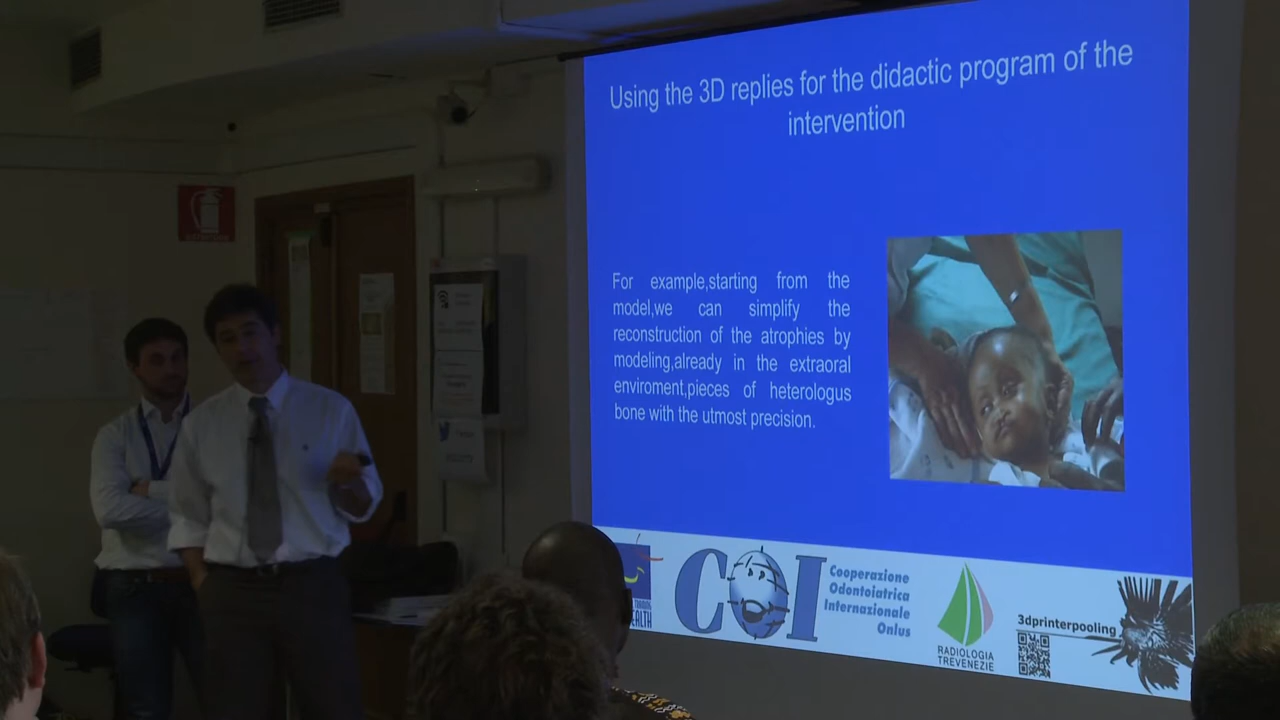 Using the 3D replies for the didactic program of the
intervention
For example,starting from the
model,we can simplify the
reconstruction of the atrophies by
modeling,already in the extraoral
enviroment,pieces of heterologus
bone with the utmost precision.
COI
Cooperazione
Odontoiatrica
Internazionale
Onlus
RADIOLOGIA
TREVENEZIE
3dprinterpooling